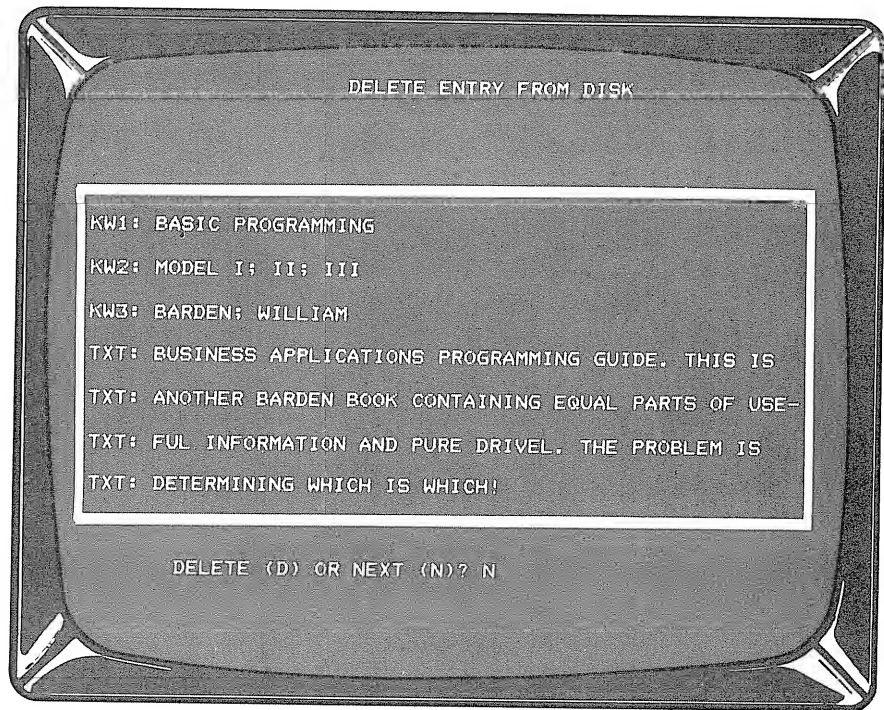 DELETE ENTRY FROM DISK
KW1: BASIC PROGRAMMING
KW2: MODEL I; II; III
KW3: BARDEN; WILLIAM
TXT: BUSINESS APPLICATIONS PROGRAMMING GUIDE. THIS IS
TXT: ANOTHER BARDEN BOOK CONTAINING EQUAL PARTS OF USE-
TXT: FUL INFORMATION AND PURE DRIVEL. THE PROBLEM IS
TXT: DETERMINING WHICH IS WHICH!
DELETE (D) OR NEXT (N)? N